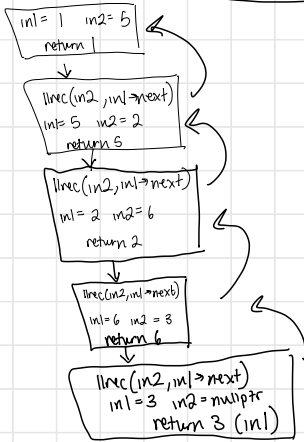 in1= 1 in2= 5
return 1
llrec(in2, in1→next)
in1= 5 in2 = 2
return 5
llrec(in2, in1→next)
in1= 2 in2= 6
return 2
llrec(in2, in1→next)
in1= 6 in2 = 3
return 6
llrec(in2, in1→next)
in1= 3 in2= nullptr
return 3 (in1)